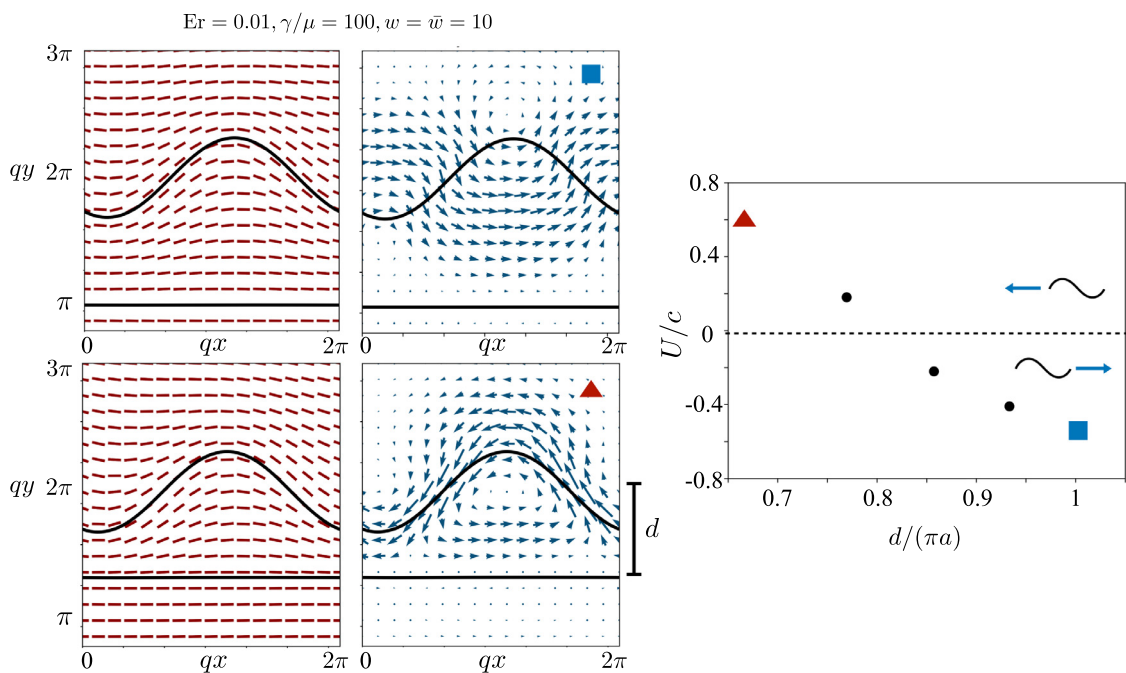 Er = 0.01, γ/μ = 100, w = w̄ = 10
3π
qy 2π
π
0 qx 2π
0 qx 2π
3π
qy 2π
π
0 qx 2π
0 qx 2π
d
0.8
0.4
0
-0.4
-0.8
U/c
0.7 0.8 0.9 1
d/(πa)